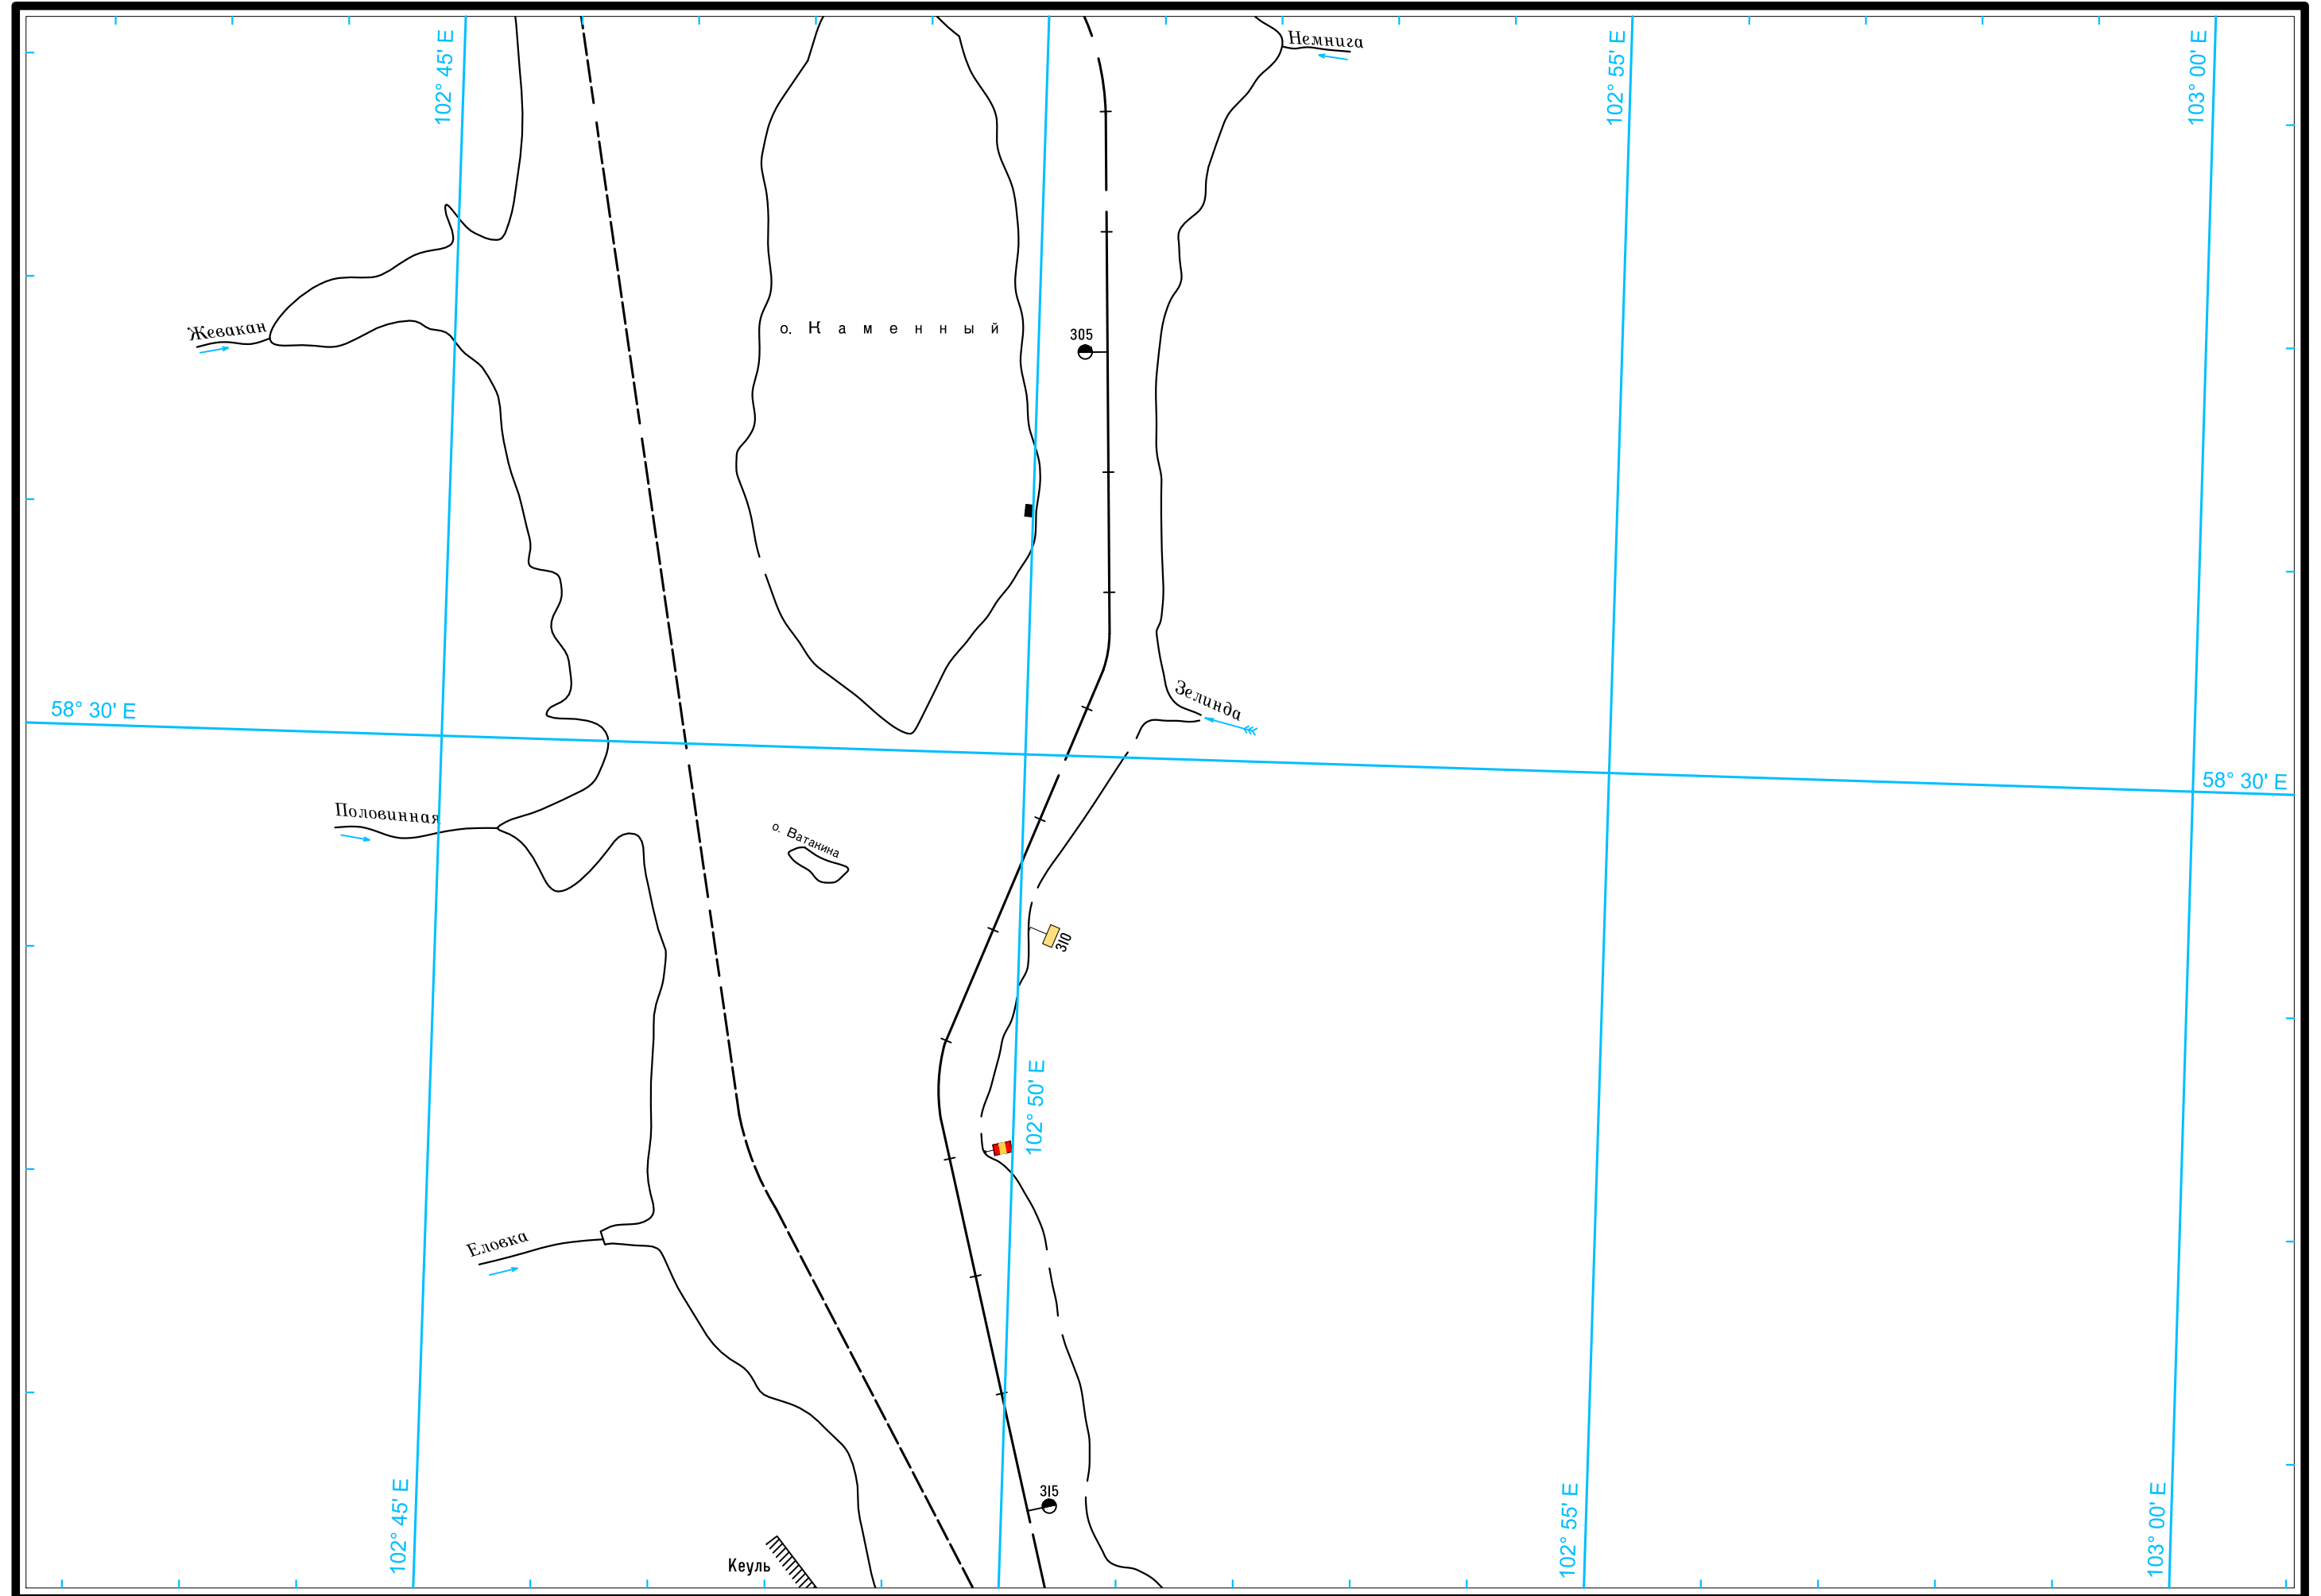 102° 45' E
102° 55' E
103° 00' E
Немнига
Жевакан
о. Каменный
305
Зелинда
58° 30' E
58° 30' E
Половинная
о. Ватакина
310
102° 50' E
Еловка
315
102° 45' E
102° 55' E
103° 00' E
Кеуль